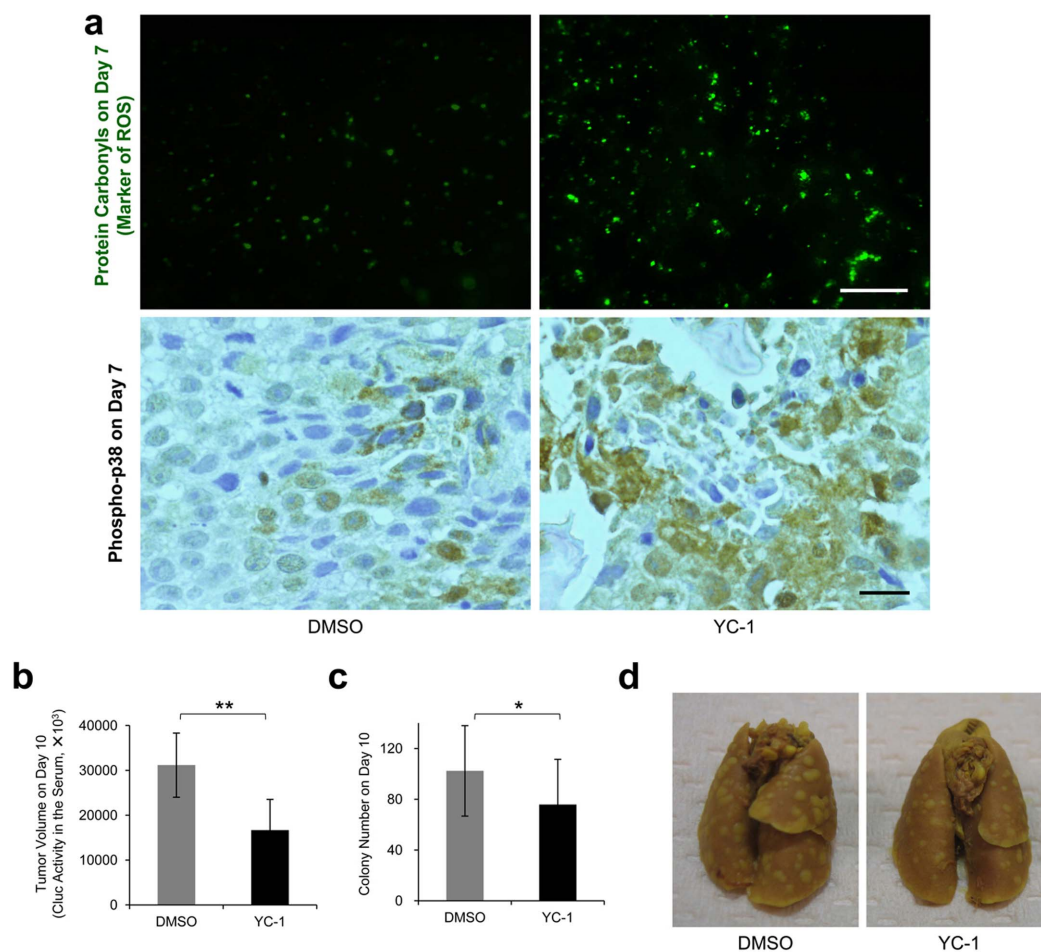 a
Protein Carbonyls on Day 7
(Marker of ROS)
Phospho-p38 on Day 7
DMSO
YC-1
b
Tumor Volume on Day 10
(Cluc Activity in the Serum, ×10³)
40000
30000
20000
10000
0
**
DMSO
YC-1
c
Colony Number on Day 10
120
80
40
0
*
DMSO
YC-1
d
DMSO
YC-1